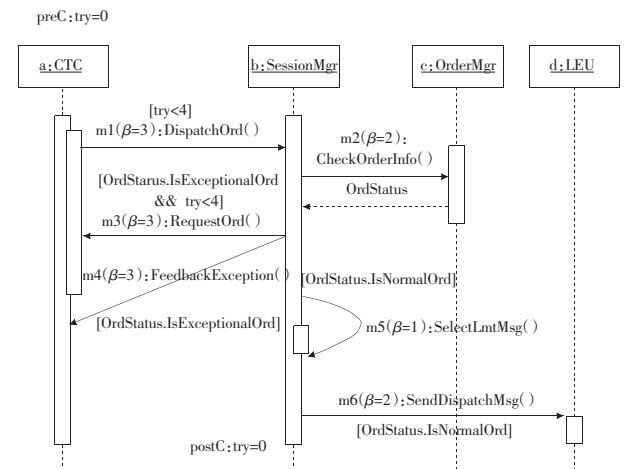 preC:try=0
a:CTC
b:SessionMgr
c:OrderMgr
d:LEU
[try<4]
m1(β=3):DispatchOrd( )
m2(β=2):
CheckOrderInfo( )
OrdStatus
[OrdStarus.IsExceptionalOrd
&& try<4]
m3(β=3):RequestOrd( )
m4(β=3):FeedbackException( )
[OrdStatus.IsNormalOrd]
[OrdStatus.IsExceptionalOrd]
m5(β=1):SelectLmtMsg( )
m6(β=2):SendDispatchMsg( )
[OrdStatus.IsNormalOrd]
postC:try=0